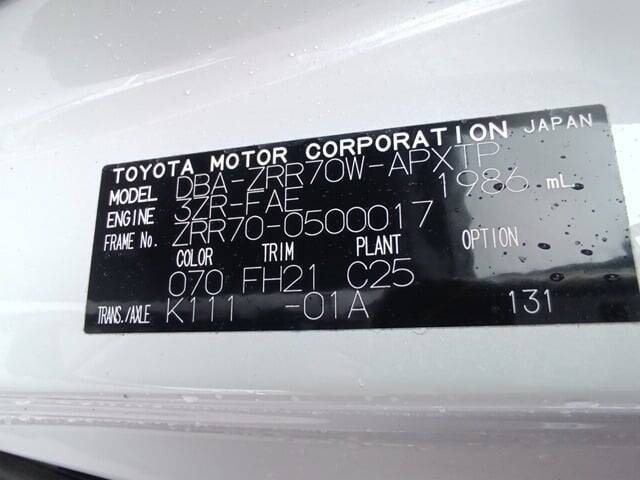 TOYOTA MOTOR CORPORATION JAPAN
MODEL DBA-ZRR70W-APXTP
ENGINE 3ZR-FAE 1986 mL
FRAME No. ZRR70-0500017
COLOR TRIM PLANT OPTION
070 FH21 C25
TRANS./AXLE K111 -01A 131